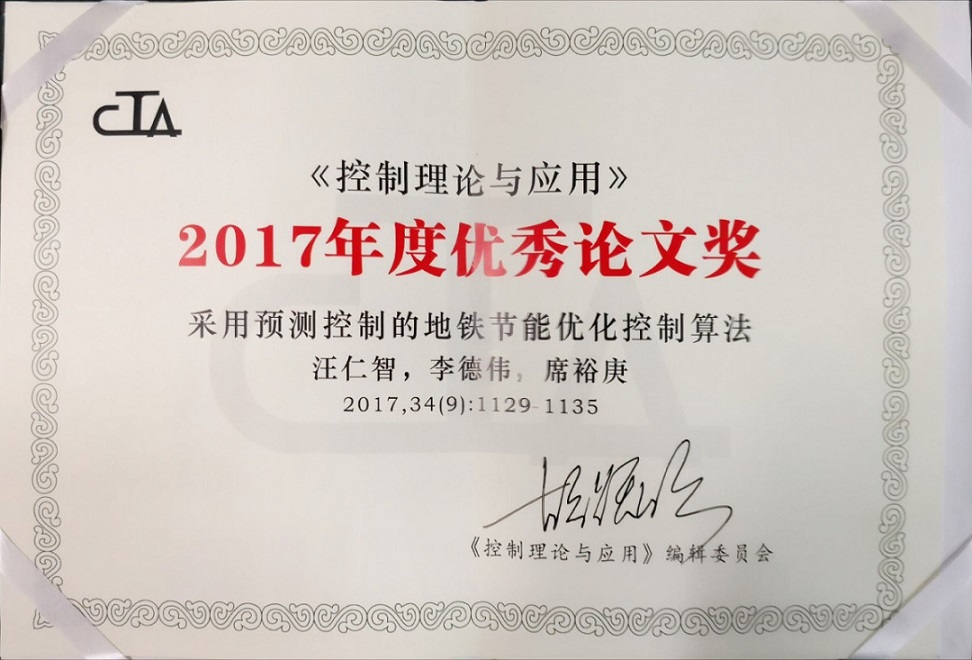 CTA
《控制理论与应用》
2017年度优秀论文奖
采用预测控制的地铁节能优化控制算法
汪仁智，李德伟，席裕庚
2017,34(9):1129-1135
《控制理论与应用》编辑委员会